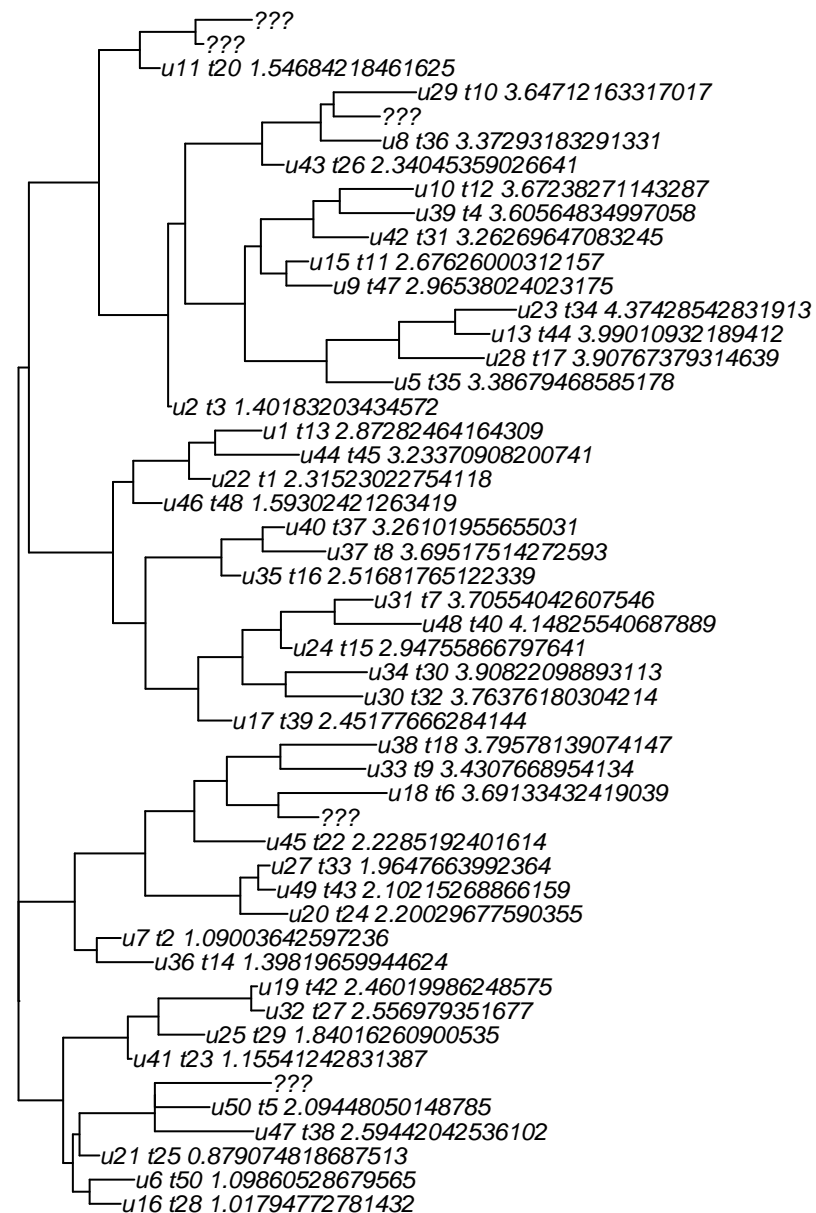 ???
???
u11 t20 1.54684218461625
u29 t10 3.64712163317017
???
u8 t36 3.37293183291331
u43 t26 2.34045359026641
u10 t12 3.67238271143287
u39 t4 3.60564834997058
u42 t31 3.26269647083245
u15 t11 2.67626000312157
u9 t47 2.96538024023175
u23 t34 4.37428542831913
u13 t44 3.99010932189412
u28 t17 3.90767379314639
u5 t35 3.38679468585178
u2 t3 1.40183203434572
u1 t13 2.87282464164309
u44 t45 3.23370908200741
u22 t1 2.31523022754118
u46 t48 1.59302421263419
u40 t37 3.26101955655031
u37 t8 3.69517514272593
u35 t16 2.51681765122339
u31 t7 3.70554042607546
u48 t40 4.14825540687889
u24 t15 2.94755866797641
u34 t30 3.90822098893113
u30 t32 3.76376180304214
u17 t39 2.45177666284144
u38 t18 3.79578139074147
u33 t9 3.4307668954134
u18 t6 3.69133432419039
???
u45 t22 2.2285192401614
u27 t33 1.9647663992364
u49 t43 2.10215268866159
u20 t24 2.20029677590355
u7 t2 1.09003642597236
u36 t14 1.39819659944624
u19 t42 2.46019986248575
u32 t27 2.556979351677
u25 t29 1.84016260900535
u41 t23 1.15541242831387
???
u50 t5 2.09448050148785
u47 t38 2.59442042536102
u21 t25 0.879074818687513
u6 t50 1.09860528679565
u16 t28 1.01794772781432